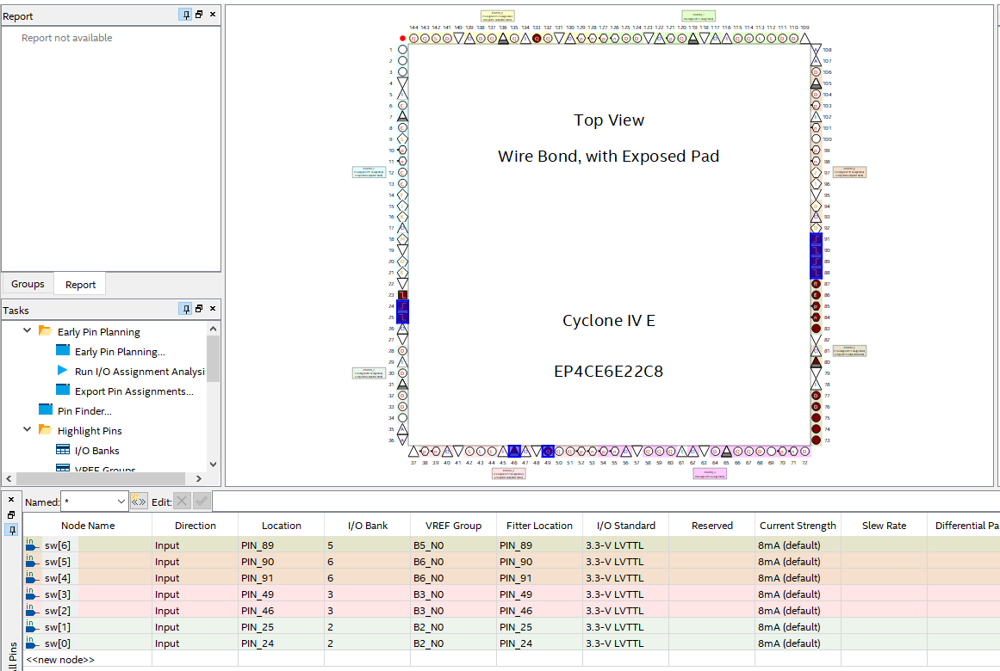 Report
Report not available
Groups
Report
Tasks
Early Pin Planning
Early Pin Planning...
Run I/O Assignment Analysi
Export Pin Assignments...
Pin Finder...
Highlight Pins
I/O Banks
VREF Groups
144 143 142 141 140 139 138 137 136 135 134 133 132 131 130 129 128 127 126 125 124 123 122 121 120 119 118 117 116 115 114 113 112 111 110 109
1
2
3
4
5
6
7
8
9
10
11
12
13
14
15
16
17
18
19
20
21
22
23
24
25
26
27
28
29
30
31
32
33
34
35
36
Top View
Wire Bond, with Exposed Pad
Cyclone IV E
EP4CE6E22C8
108
107
106
105
104
103
102
101
100
99
98
97
96
95
94
93
92
91
90
89
88
87
86
85
84
83
82
81
80
79
78
77
76
75
74
73
37 38 39 40 41 42 43 44 45 46 47 48 49 50 51 52 53 54 55 56 57 58 59 60 61 62 63 64 65 66 67 68 69 70 71 72
Named: * Edit:
Node Name Direction Location I/O Bank VREF Group Fitter Location I/O Standard Reserved Current Strength Slew Rate Differential Pa
in sw[6] Input PIN_89 5 B5_N0 PIN_89 3.3-V LVTTL 8mA (default)
in sw[5] Input PIN_90 6 B6_N0 PIN_90 3.3-V LVTTL 8mA (default)
in sw[4] Input PIN_91 6 B6_N0 PIN_91 3.3-V LVTTL 8mA (default)
in sw[3] Input PIN_49 3 B3_N0 PIN_49 3.3-V LVTTL 8mA (default)
in sw[2] Input PIN_46 3 B3_N0 PIN_46 3.3-V LVTTL 8mA (default)
in sw[1] Input PIN_25 2 B2_N0 PIN_25 3.3-V LVTTL 8mA (default)
in sw[0] Input PIN_24 2 B2_N0 PIN_24 3.3-V LVTTL 8mA (default)
<<new node>>
ll Pins